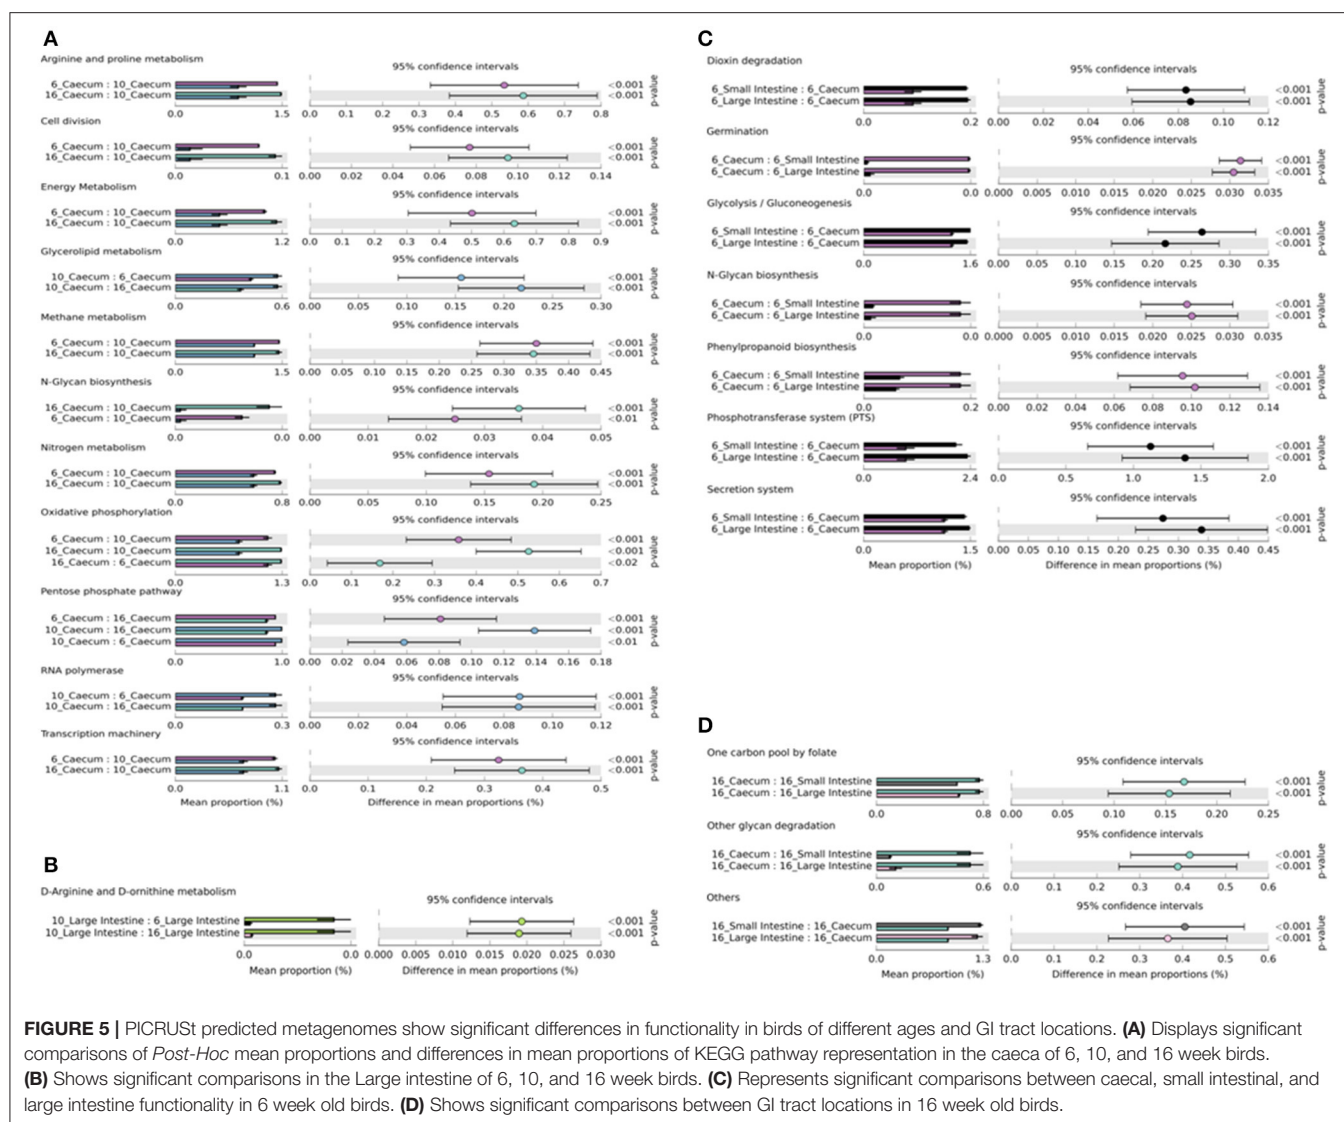 A
Arginine and proline metabolism
95% confidence intervals
6_Caecum : 10_Caecum <0.001
16_Caecum : 10_Caecum <0.001
p-value
0.0 1.5 0.0 0.1 0.2 0.3 0.4 0.5 0.6 0.7 0.8
Cell division
95% confidence intervals
6_Caecum : 10_Caecum <0.001
16_Caecum : 10_Caecum <0.001
p-value
0.0 0.1 0.00 0.02 0.04 0.06 0.08 0.10 0.12 0.14
Energy Metabolism
95% confidence intervals
6_Caecum : 10_Caecum <0.001
16_Caecum : 10_Caecum <0.001
p-value
0.0 1.2 0.0 0.1 0.2 0.3 0.4 0.5 0.6 0.7 0.8 0.9
Glycerolipid metabolism
95% confidence intervals
10_Caecum : 6_Caecum <0.001
10_Caecum : 16_Caecum <0.001
p-value
0.0 0.6 0.00 0.05 0.10 0.15 0.20 0.25 0.30
Methane metabolism
95% confidence intervals
6_Caecum : 10_Caecum <0.001
16_Caecum : 10_Caecum <0.001
p-value
0.0 1.5 0.00 0.05 0.10 0.15 0.20 0.25 0.30 0.35 0.40 0.45
N-Glycan biosynthesis
95% confidence intervals
16_Caecum : 10_Caecum <0.001
6_Caecum : 10_Caecum <0.01
p-value
0.0 0.0 0.00 0.01 0.02 0.03 0.04 0.05
Nitrogen metabolism
95% confidence intervals
6_Caecum : 10_Caecum <0.001
16_Caecum : 10_Caecum <0.001
p-value
0.0 0.8 0.00 0.05 0.10 0.15 0.20 0.25
Oxidative phosphorylation
95% confidence intervals
6_Caecum : 10_Caecum <0.001
16_Caecum : 10_Caecum <0.001
16_Caecum : 6_Caecum <0.02
p-value
0.0 1.3 0.0 0.1 0.2 0.3 0.4 0.5 0.6 0.7
Pentose phosphate pathway
95% confidence intervals
6_Caecum : 16_Caecum <0.001
10_Caecum : 16_Caecum <0.001
10_Caecum : 6_Caecum <0.01
p-value
0.0 1.0 0.00 0.02 0.04 0.06 0.08 0.10 0.12 0.14 0.16 0.18
RNA polymerase
95% confidence intervals
10_Caecum : 6_Caecum <0.001
10_Caecum : 16_Caecum <0.001
p-value
0.0 0.3 0.00 0.02 0.04 0.06 0.08 0.10 0.12
Transcription machinery
95% confidence intervals
6_Caecum : 10_Caecum <0.001
16_Caecum : 10_Caecum <0.001
p-value
0.0 1.1 0.0 0.1 0.2 0.3 0.4 0.5
Mean proportion (%) Difference in mean proportions (%)
B
D-Arginine and D-ornithine metabolism
95% confidence intervals
10_Large Intestine : 6_Large Intestine <0.001
10_Large Intestine : 16_Large Intestine <0.001
p-value
0.0 0.0 0.000 0.005 0.010 0.015 0.020 0.025 0.030
Mean proportion (%) Difference in mean proportions (%)
C
Dioxin degradation
95% confidence intervals
6_Small Intestine : 6_Caecum <0.001
6_Large Intestine : 6_Caecum <0.001
p-value
0.0 0.2 0.00 0.02 0.04 0.06 0.08 0.10 0.12
Germination
95% confidence intervals
6_Caecum : 6_Small Intestine <0.001
6_Caecum : 6_Large Intestine <0.001
p-value
0.0 0.0 0.000 0.005 0.010 0.015 0.020 0.025 0.030 0.035
Glycolysis / Gluconeogenesis
95% confidence intervals
6_Small Intestine : 6_Caecum <0.001
6_Large Intestine : 6_Caecum <0.001
p-value
0.0 1.6 0.00 0.05 0.10 0.15 0.20 0.25 0.30 0.35
N-Glycan biosynthesis
95% confidence intervals
6_Caecum : 6_Small Intestine <0.001
6_Caecum : 6_Large Intestine <0.001
p-value
0.0 0.0 0.000 0.005 0.010 0.015 0.020 0.025 0.030 0.035
Phenylpropanoid biosynthesis
95% confidence intervals
6_Caecum : 6_Small Intestine <0.001
6_Caecum : 6_Large Intestine <0.001
p-value
0.0 0.2 0.00 0.02 0.04 0.06 0.08 0.10 0.12 0.14
Phosphotransferase system (PTS)
95% confidence intervals
6_Small Intestine : 6_Caecum <0.001
6_Large Intestine : 6_Caecum <0.001
p-value
0.0 2.4 0.0 0.5 1.0 1.5 2.0
Secretion system
95% confidence intervals
6_Small Intestine : 6_Caecum <0.001
6_Large Intestine : 6_Caecum <0.001
p-value
0.0 1.5 0.00 0.05 0.10 0.15 0.20 0.25 0.30 0.35 0.40 0.45
Mean proportion (%) Difference in mean proportions (%)
D
One carbon pool by folate
95% confidence intervals
16_Caecum : 16_Small Intestine <0.001
16_Caecum : 16_Large Intestine <0.001
p-value
0.0 0.8 0.00 0.05 0.10 0.15 0.20 0.25
Other glycan degradation
95% confidence intervals
16_Caecum : 16_Small Intestine <0.001
16_Caecum : 16_Large Intestine <0.001
p-value
0.0 0.6 0.0 0.1 0.2 0.3 0.4 0.5 0.6
Others
95% confidence intervals
16_Small Intestine : 16_Caecum <0.001
16_Large Intestine : 16_Caecum <0.001
p-value
0.0 1.3 0.0 0.1 0.2 0.3 0.4 0.5 0.6
Mean proportion (%) Difference in mean proportions (%)
FIGURE 5 | PICRUSt predicted metagenomes show significant differences in functionality in birds of different ages and GI tract locations. (A) Displays significant
comparisons of Post-Hoc mean proportions and differences in mean proportions of KEGG pathway representation in the caeca of 6, 10, and 16 week birds.
(B) Shows significant comparisons in the Large intestine of 6, 10, and 16 week birds. (C) Represents significant comparisons between caecal, small intestinal, and
large intestine functionality in 6 week old birds. (D) Shows significant comparisons between GI tract locations in 16 week old birds.